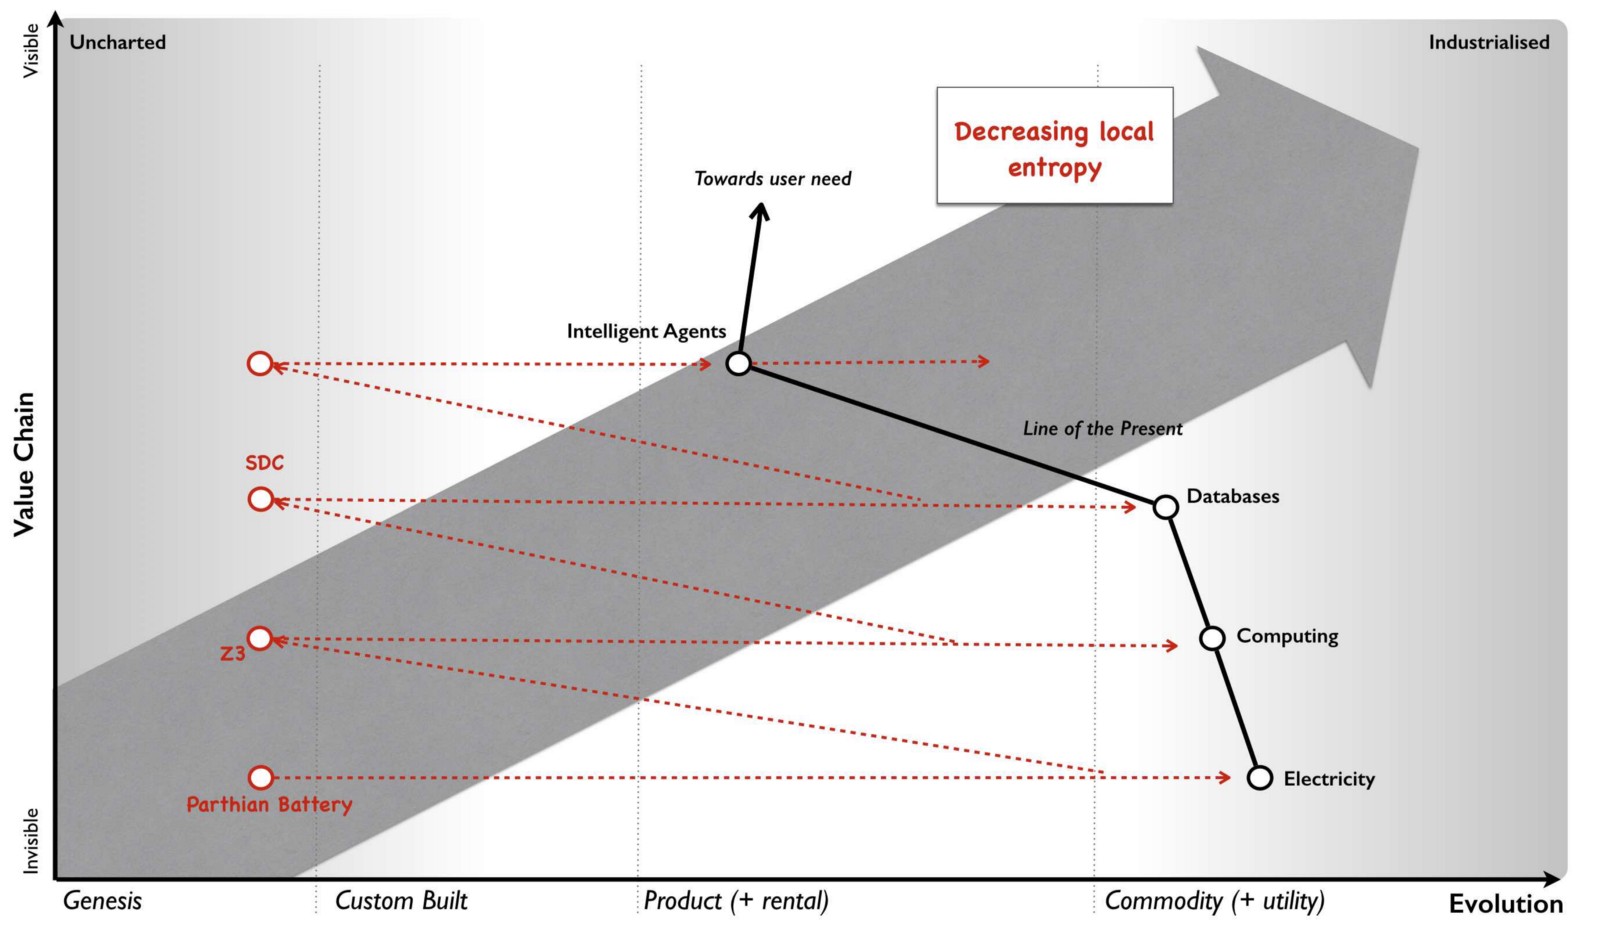 Visible
Uncharted
Industrialised
Decreasing local
entropy
Towards user need
Intelligent Agents
Line of the Present
Value Chain
SDC
Databases
Z3
Computing
Parthian Battery
Electricity
Invisible
Genesis
Custom Built
Product (+ rental)
Commodity (+ utility)
Evolution